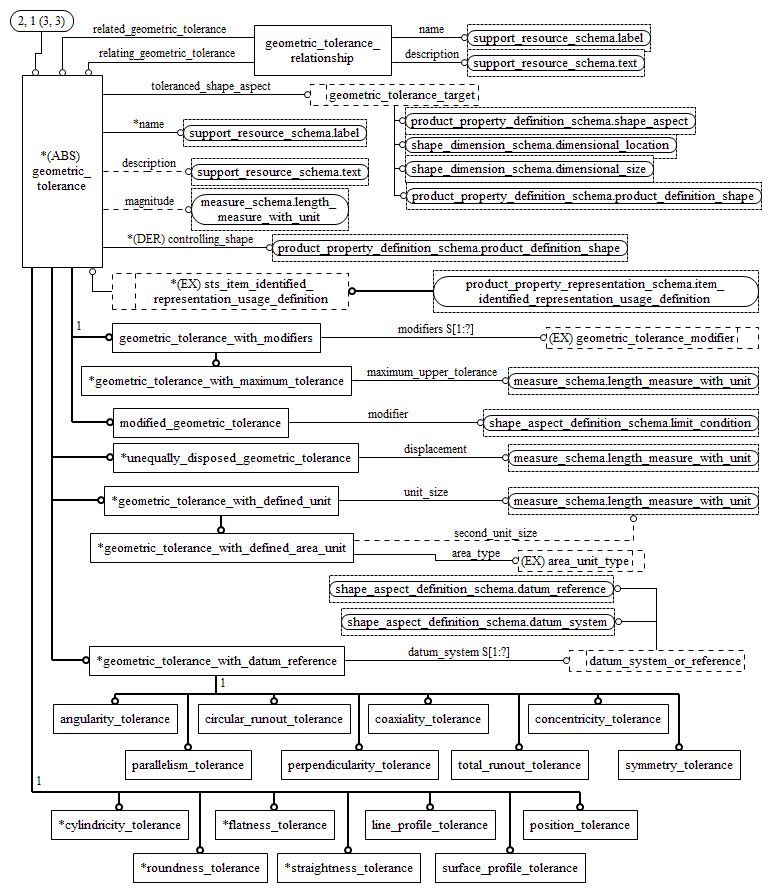 2, 1 (3, 3)
related_geometric_tolerance
relating_geometric_tolerance
geometric_tolerance_
relationship
name
support_resource_schema.label
description
support_resource_schema.text
*(ABS)
geometric_
tolerance
toleranced_shape_aspect
geometric_tolerance_target
product_property_definition_schema.shape_aspect
shape_dimension_schema.dimensional_location
shape_dimension_schema.dimensional_size
product_property_definition_schema.product_definition_shape
*name
support_resource_schema.label
description
support_resource_schema.text
magnitude
measure_schema.length_
measure_with_unit
*(DER) controlling_shape
product_property_definition_schema.product_definition_shape
*(EX) sts_item_identified_
representation_usage_definition
product_property_representation_schema.item_
identified_representation_usage_definition
1
geometric_tolerance_with_modifiers
modifiers S[1:?]
(EX) geometric_tolerance_modifier
*geometric_tolerance_with_maximum_tolerance
maximum_upper_tolerance
measure_schema.length_measure_with_unit
modified_geometric_tolerance
modifier
shape_aspect_definition_schema.limit_condition
*unequally_disposed_geometric_tolerance
displacement
measure_schema.length_measure_with_unit
*geometric_tolerance_with_defined_unit
unit_size
measure_schema.length_measure_with_unit
second_unit_size
*geometric_tolerance_with_defined_area_unit
area_type
(EX) area_unit_type
shape_aspect_definition_schema.datum_reference
shape_aspect_definition_schema.datum_system
*geometric_tolerance_with_datum_reference
datum_system S[1:?]
datum_system_or_reference
1
angularity_tolerance
circular_runout_tolerance
coaxiality_tolerance
concentricity_tolerance
parallelism_tolerance
perpendicularity_tolerance
total_runout_tolerance
symmetry_tolerance
1
*cylindricity_tolerance
*flatness_tolerance
line_profile_tolerance
position_tolerance
*roundness_tolerance
*straightness_tolerance
surface_profile_tolerance